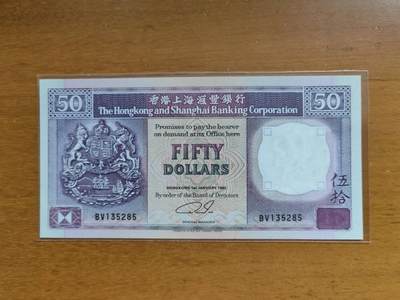 香港上海滙豐銀行
50 The Hongkong and Shanghai Banking Corporation 50
Promises to pay the bearer
on demand at its Office here
FIFTY
DOLLARS
By order of the Board of Directors
伍拾
BV135285 BV135285